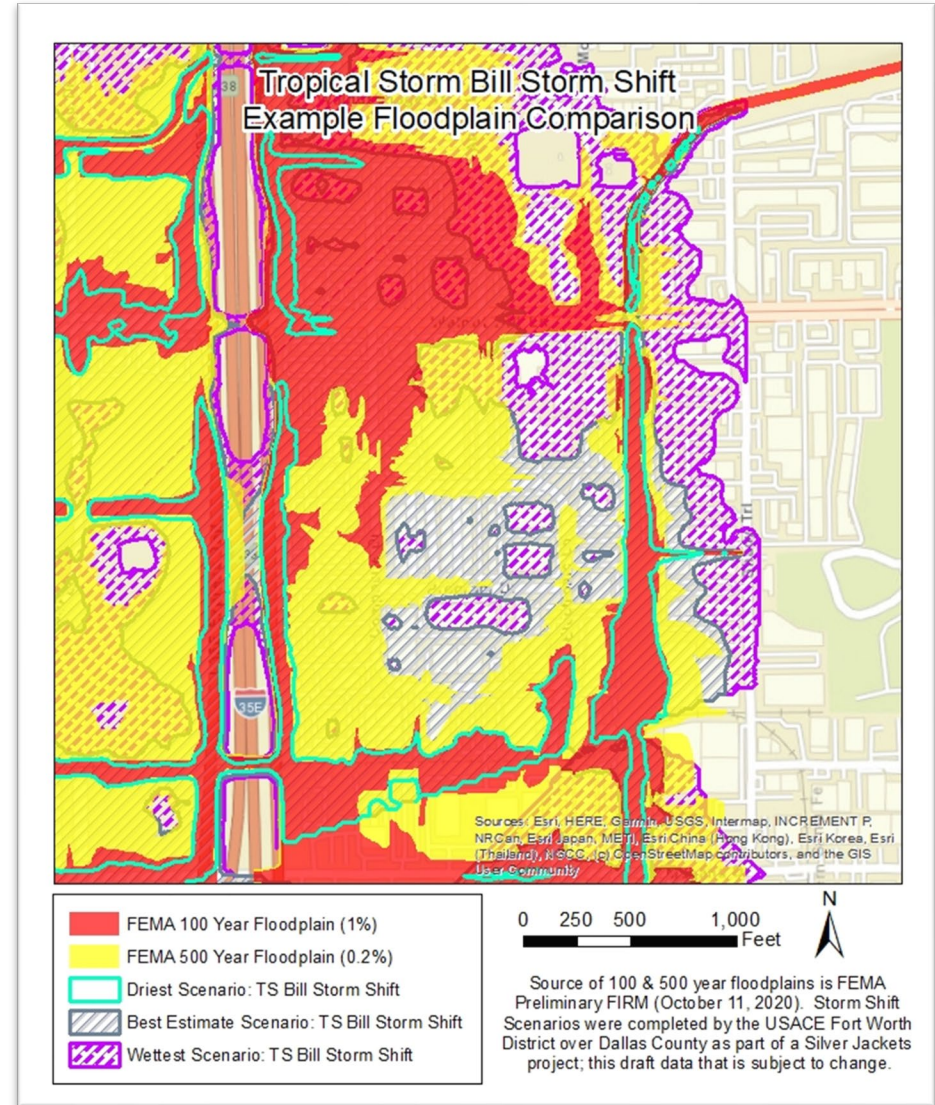 38
Tropical Storm Bill Storm Shift
Example Floodplain Comparison
35E
Sources: Esri, HERE, Garmin, USGS, Intermap, INCREMENT P,
NRCan, Esri Japan, METI, Esri China (Hong Kong), Esri Korea, Esri
(Thailand), NGCC, (c) OpenStreetMap contributors, and the GIS
User Community
FEMA 100 Year Floodplain (1%)
FEMA 500 Year Floodplain (0.2%)
Driest Scenario: TS Bill Storm Shift
Best Estimate Scenario: TS Bill Storm Shift
Wettest Scenario: TS Bill Storm Shift
0 250 500 1,000
Feet
N
Source of 100 & 500 year floodplains is FEMA
Preliminary FIRM (October 11, 2020). Storm Shift
Scenarios were completed by the USACE Fort Worth
District over Dallas County as part of a Silver Jackets
project; this draft data that is subject to change.